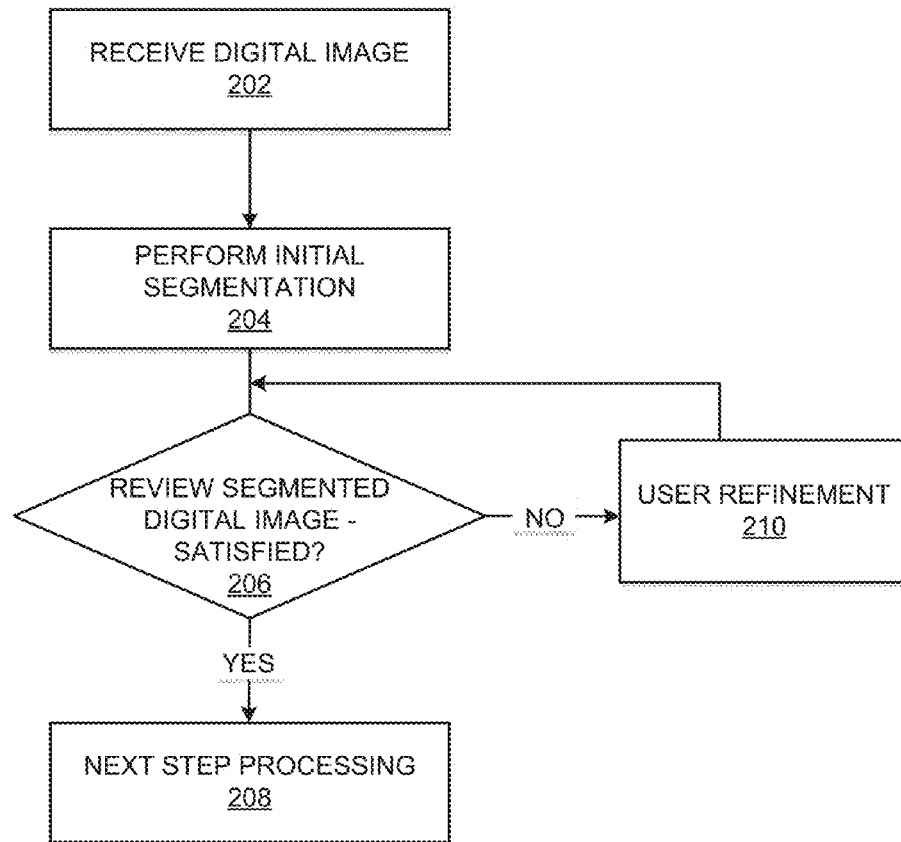 RECEIVE DIGITAL IMAGE
202
PERFORM INITIAL
SEGMENTATION
204
REVIEW SEGMENTED
DIGITAL IMAGE -
SATISFIED?
206
NO
USER REFINEMENT
210
YES
NEXT STEP PROCESSING
208